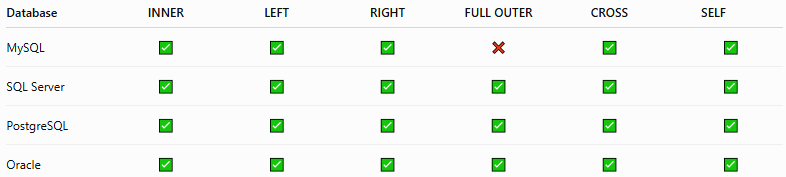 Database INNER LEFT RIGHT FULL OUTER CROSS SELF
MySQL ✅ ✅ ✅ ❌ ✅ ✅
SQL Server ✅ ✅ ✅ ✅ ✅ ✅
PostgreSQL ✅ ✅ ✅ ✅ ✅ ✅
Oracle ✅ ✅ ✅ ✅ ✅ ✅